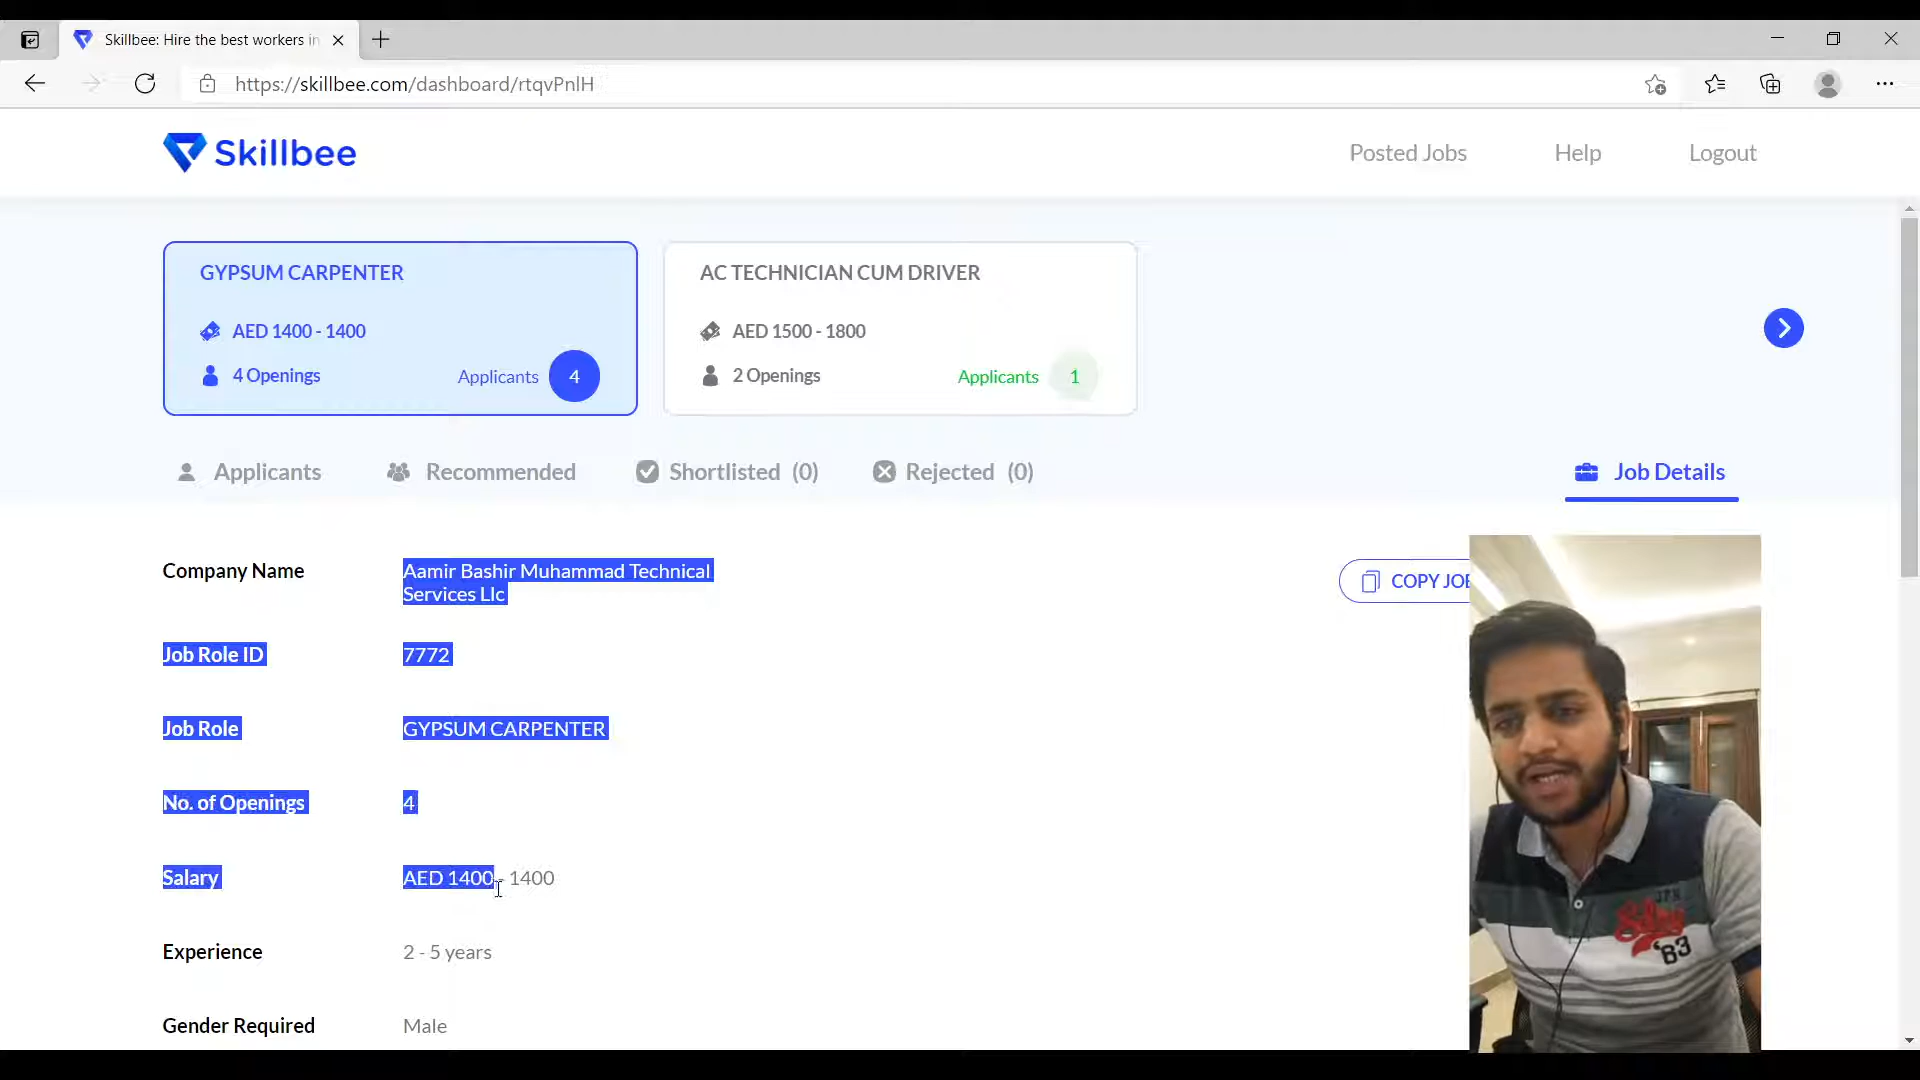 Skillbee: Hire the best workers in
https://skillbee.com/dashboard/rtqvPnlH
Skillbee
Posted Jobs
Help
Logout
GYPSUM CARPENTER
AED 1400 - 1400
4 Openings
Applicants
4
AC TECHNICIAN CUM DRIVER
AED 1500 - 1800
2 Openings
Applicants
1
Applicants
Recommended
Shortlisted (0)
Rejected (0)
Job Details
Company Name
Aamir Bashir Muhammad Technical
Services Llc
COPY JOB
Job Role ID
7772
Job Role
GYPSUM CARPENTER
No. of Openings
4
Salary
AED 1400 - 1400
Experience
2 - 5 years
Gender Required
Male
'83